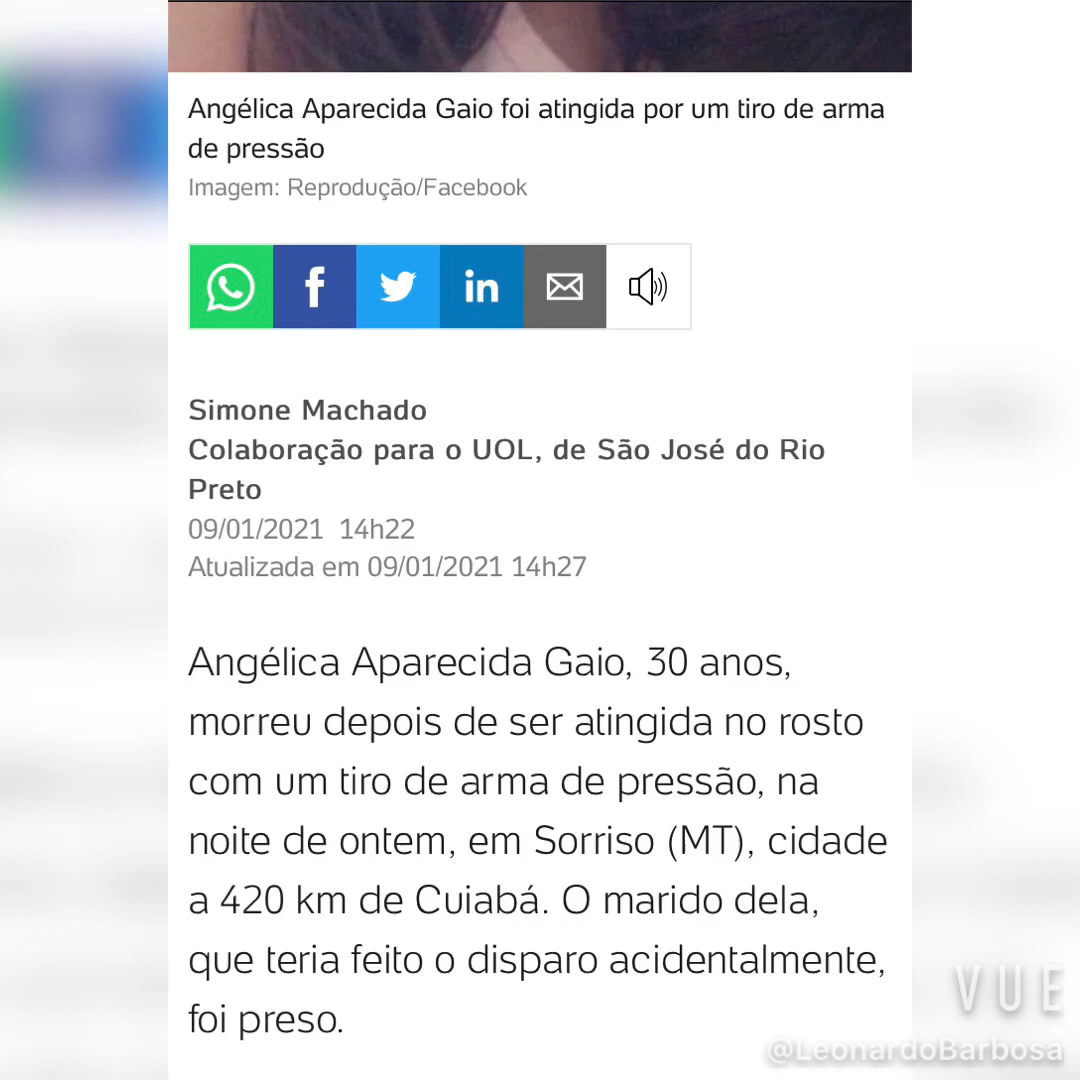 Angélica Aparecida Gaio foi atingida por um tiro de arma
de pressão
Imagem: Reprodução/Facebook
Simone Machado
Colaboração para o UOL, de São José do Rio
Preto
09/01/2021 14h22
Atualizada em 09/01/2021 14h27
Angélica Aparecida Gaio, 30 anos,
morreu depois de ser atingida no rosto
com um tiro de arma de pressão, na
noite de ontem, em Sorriso (MT), cidade
a 420 km de Cuiabá. O marido dela,
que teria feito o disparo acidentalmente,
foi preso.
VUE
@LeonardoBarbosa